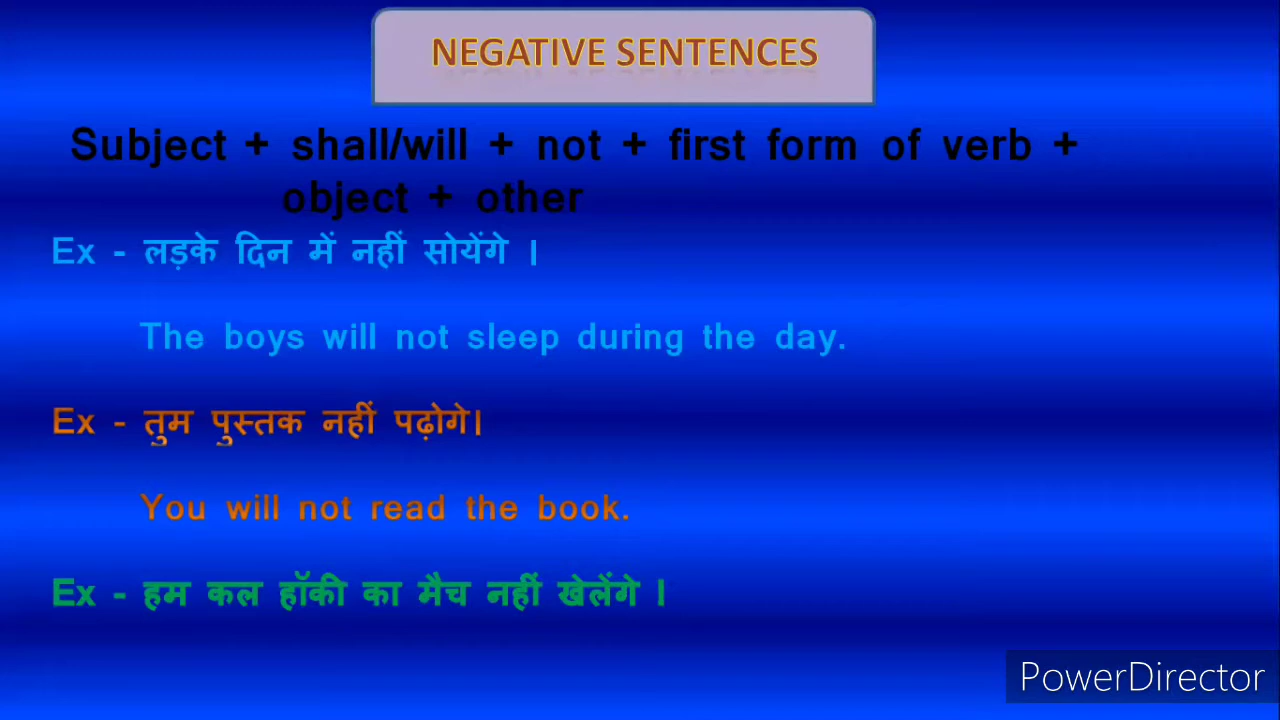 NEGATIVE SENTENCES
Subject + shall/will + not + first form of verb +
object + other
Ex - लड़के दिन में नहीं सोयेंगे ।
The boys will not sleep during the day.
Ex - तुम पुस्तक नहीं पढ़ोगे।
You will not read the book.
Ex - हम कल हॉकी का मैच नहीं खेलेंगे ।
PowerDirector